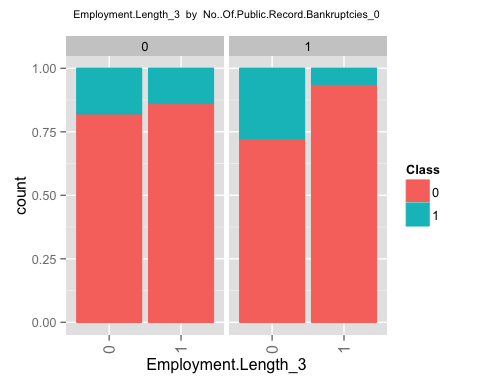 Employment.Length_3 by No..Of.Public.Record.Bankruptcies_0
0 1
1.00
0.75
0.50
0.25
0.00
count
0 1 0 1
Employment.Length_3
Class
0
1